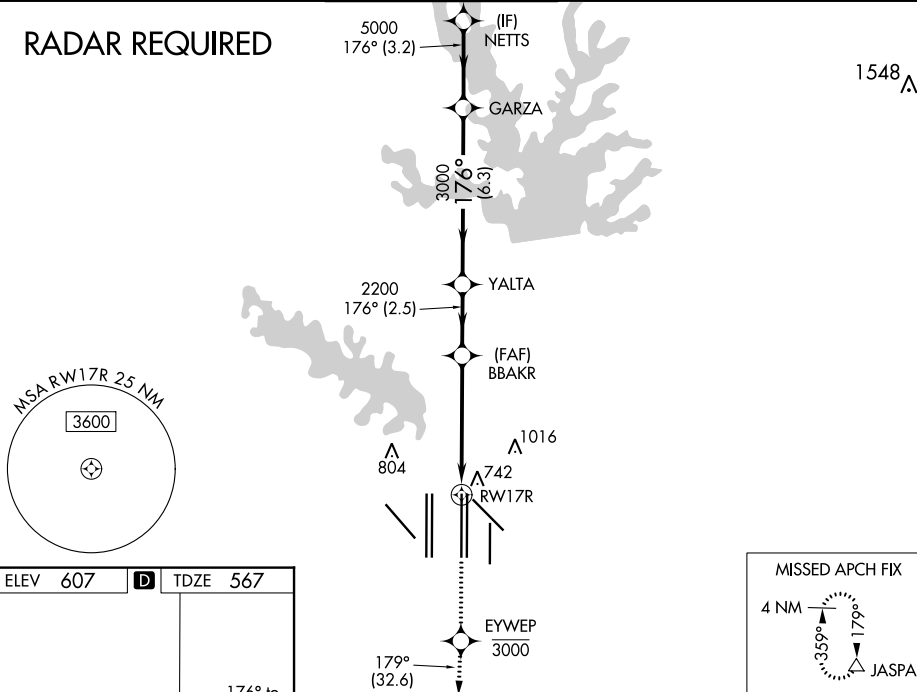 RADAR REQUIRED
5000
176° (3.2)
(IF)
NETTS
1548
GARZA
3000
176°
(6.3)
YALTA
2200
176° (2.5)
(FAF)
BBAKR
MSA RW17R 25 NM
3600
1016
804
742
RW17R
ELEV 607 D TDZE 567
MISSED APCH FIX
4 NM
359°
179°
JASPA
EYWEP
3000
179°
(32.6)
176° to